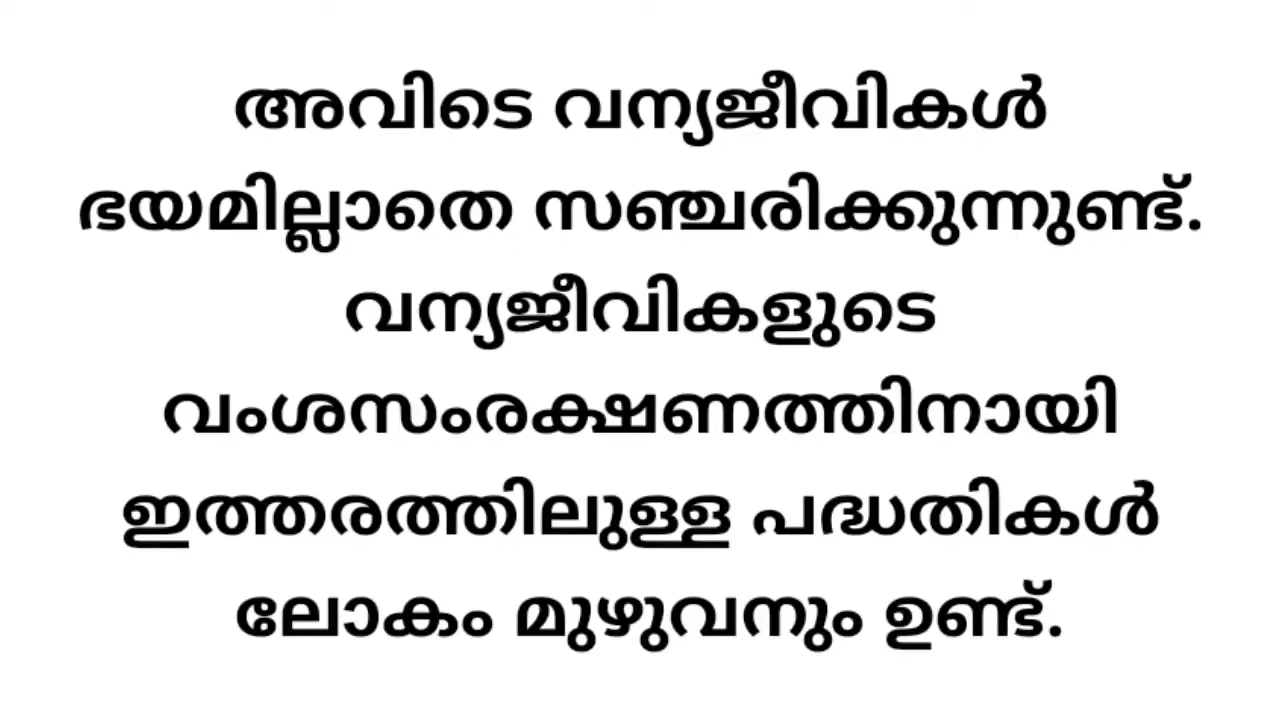 അവിടെ വന്യജീവികൾ
ഭയമില്ലാതെ സഞ്ചരിക്കുന്നുണ്ട്.
വന്യജീവികളുടെ
വംശസംരക്ഷണത്തിനായി
ഇത്തരത്തിലുള്ള പദ്ധതികൾ
ലോകം മുഴുവനും ഉണ്ട്.